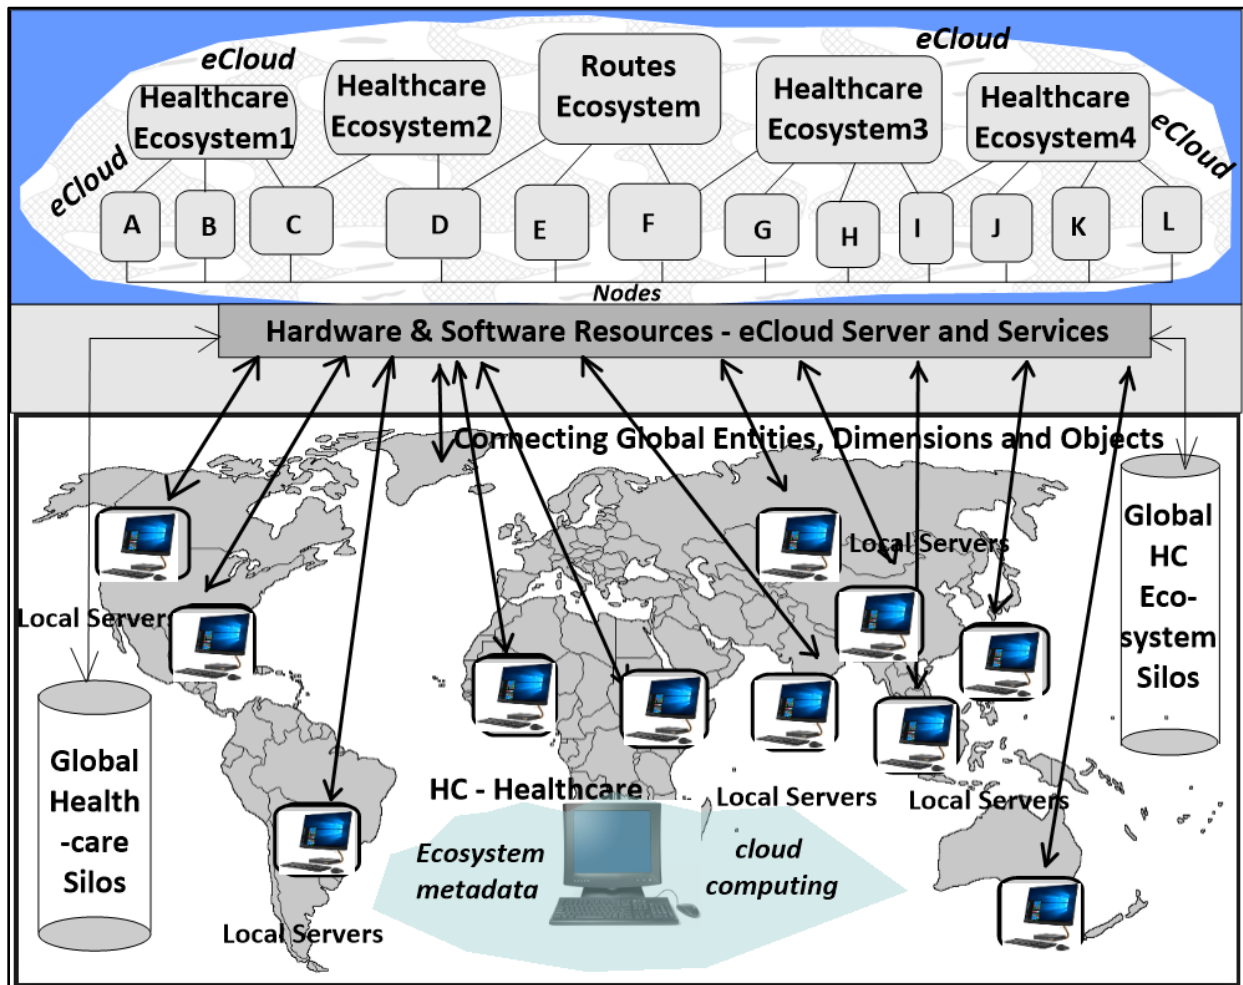 eCloud
eCloud
Routes
Ecosystem
Healthcare
Ecosystem1
Healthcare
Ecosystem2
Healthcare
Ecosystem3
Healthcare
Ecosystem4
eCloud
eCloud
A
B
C
D
E
F
G
H
I
J
K
L
Nodes
Hardware & Software Resources - eCloud Server and Services
Connecting Global Entities, Dimensions and Objects
Global
HC
Eco-
system
Silos
Local Servers
Local Servers
Global
Health
-care
Silos
HC - Healthcare
Local Servers
Local Servers
Ecosystem
metadata
cloud
computing
Local Servers